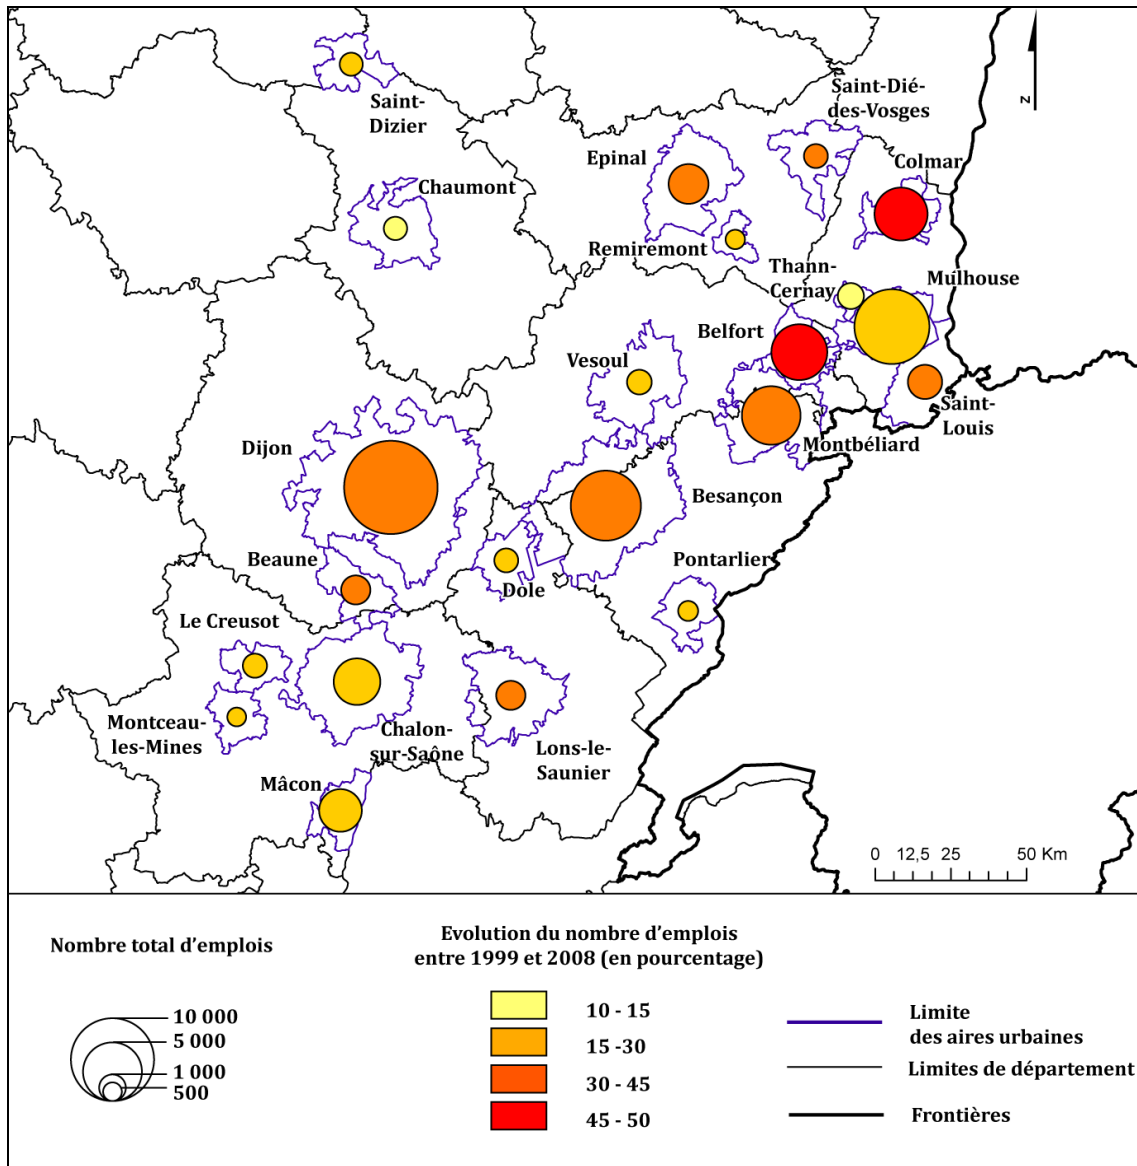 Saint-Dié-
des-Vosges
Saint-
Dizier
Epinal
Colmar
Chaumont
Remiremont
Thann-
Cernay
Mulhouse
Belfort
Vesoul
Saint-
Louis
Dijon
Montbéliard
Besançon
Beaune
Pontarlier
Dole
Le Creusot
Montceau-
les-Mines
Chalon-
sur-Saône
Lons-le-
Saunier
Mâcon
N
0 12,5 25 50 Km
Nombre total d'emplois
10 000
5 000
1 000
500
Evolution du nombre d'emplois
entre 1999 et 2008 (en pourcentage)
10 - 15
15 -30
30 - 45
45 - 50
Limite
des aires urbaines
Limites de département
Frontières